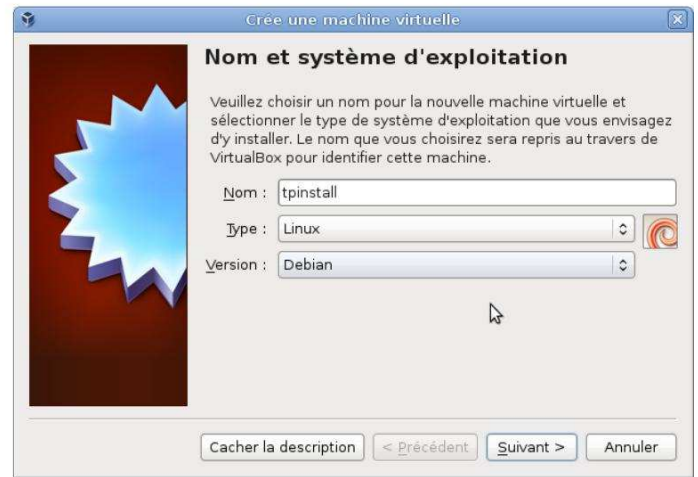 Crée une machine virtuelle
Nom et système d'exploitation
Veuillez choisir un nom pour la nouvelle machine virtuelle et
sélectionner le type de système d'exploitation que vous envisagez
d'y installer. Le nom que vous choisirez sera repris au travers de
VirtualBox pour identifier cette machine.
Nom : tpinstall
Type : Linux
Version : Debian
Cacher la description < Précédent Suivant > Annuler